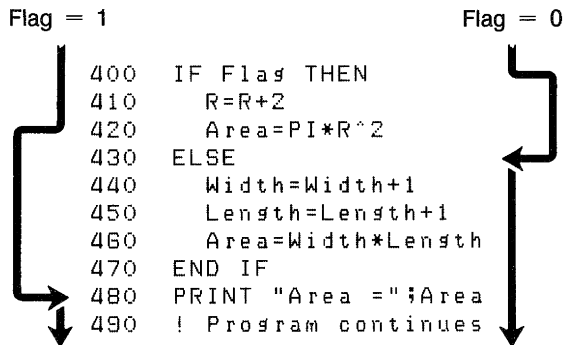 Flag = 1 Flag = 0
400 IF Flag THEN
410 R=R+2
420 Area=PI*R^2
430 ELSE
440 Width=Width+1
450 Length=Length+1
460 Area=Width*Length
470 END IF
480 PRINT "Area =";Area
490 ! Program continues